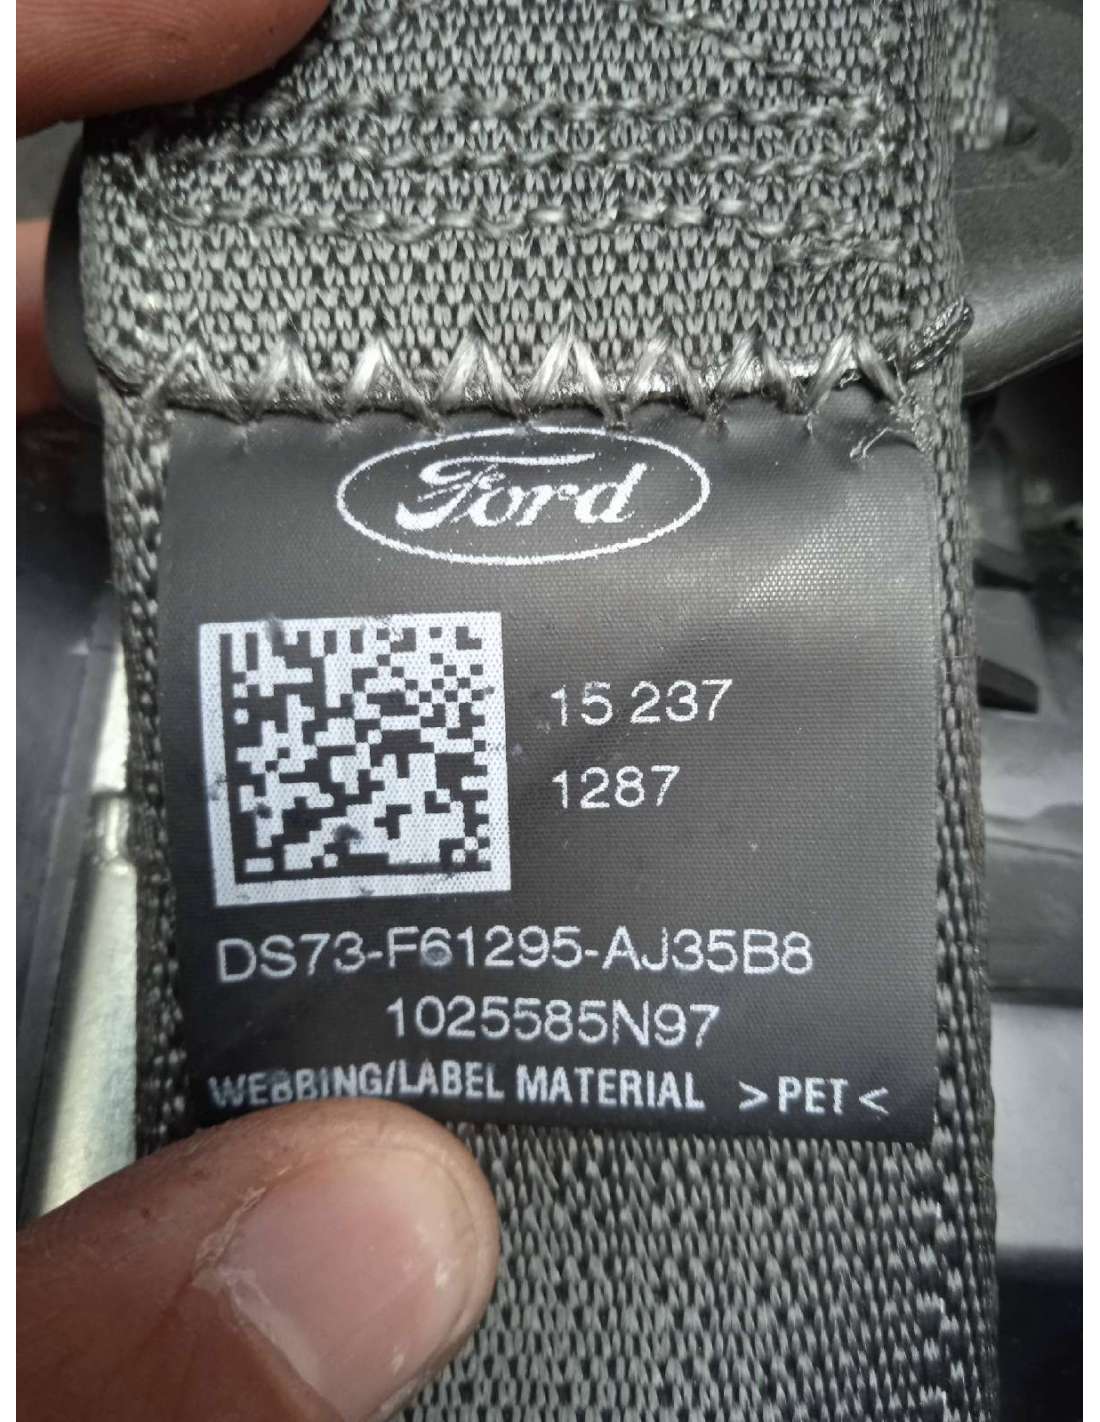 Ford
15 237
1287
DS73-F61295-AJ35B8
1025585N97
WEBBING/LABEL MATERIAL >PET<